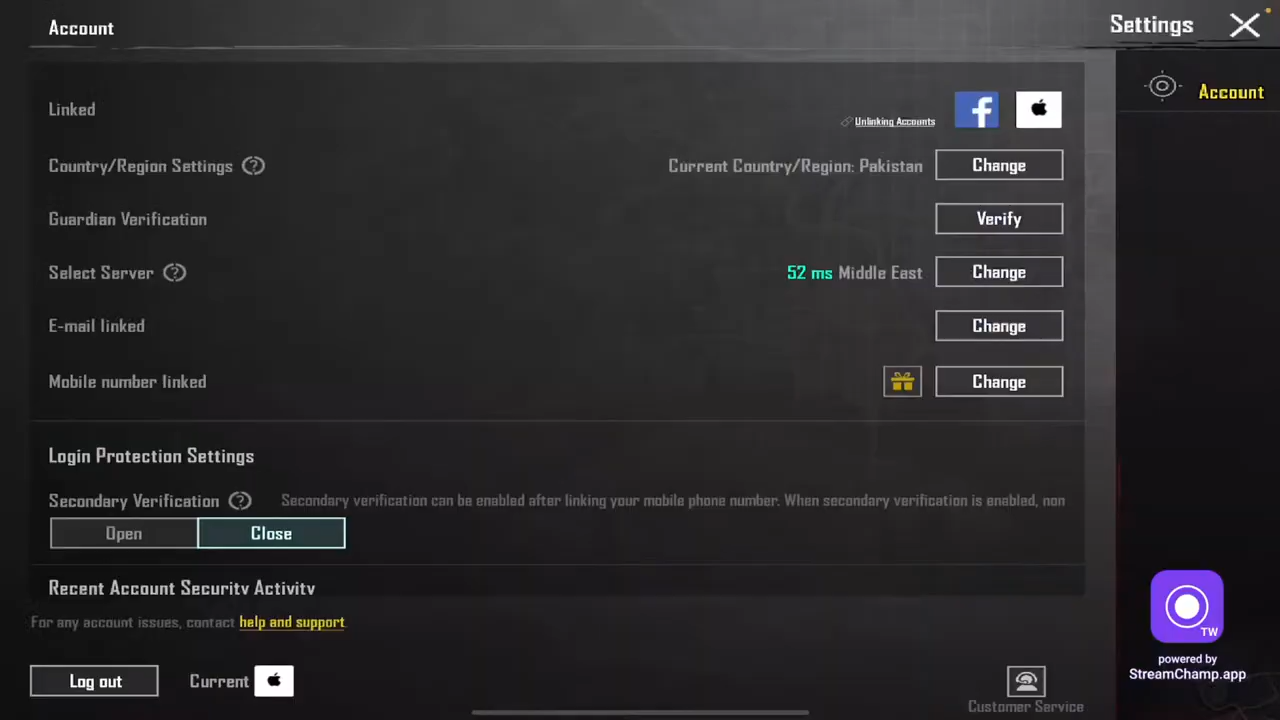 Account
Settings
Account
Linked
Unlinking Accounts
Country/Region Settings
Current Country/Region: Pakistan
Change
Guardian Verification
Verify
Select Server
52 ms Middle East
Change
E-mail linked
Change
Mobile number linked
Change
Login Protection Settings
Secondary Verification
Secondary verification can be enabled after linking your mobile phone number. When secondary verification is enabled, non
Open
Close
Recent Account Security Activity
For any account issues, contact help and support
Log out
Current
Customer Service
TW
powered by
StreamChamp.app